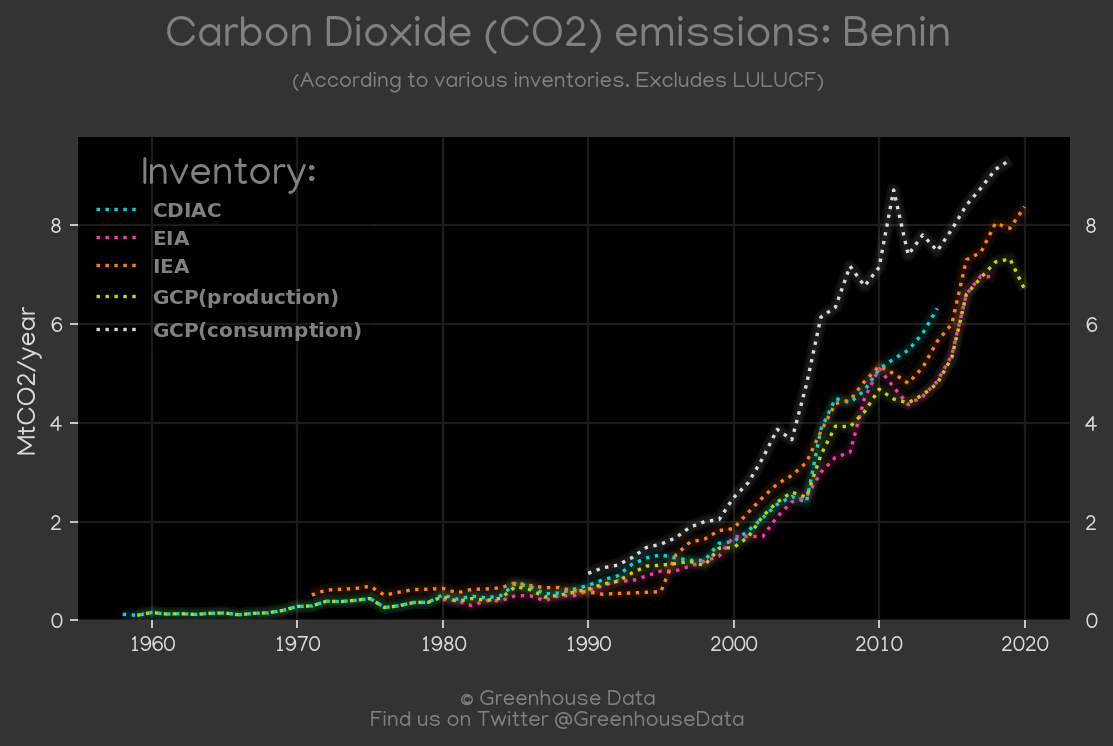 Carbon Dioxide (CO2) emissions: Benin
(According to various inventories. Excludes LULUCF)
Inventory:
CDIAC
EIA
IEA
GCP(production)
GCP(consumption)
MtCO2/year
8
6
4
2
0
8
6
4
2
0
1960 1970 1980 1990 2000 2010 2020
© Greenhouse Data
Find us on Twitter @GreenhouseData